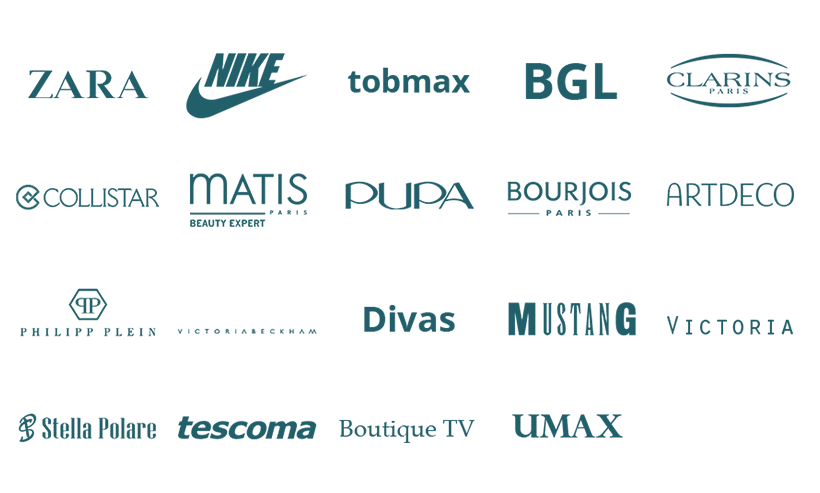 ZARA
NIKE
tobmax
BGL
CLARINS
PARIS
COLLISTAR
MATIS
PARIS
BEAUTY EXPERT
PUPA
BOURJOIS
PARIS
ARTDECO
PP
PHILIPP PLEIN
VICTORIABECKHAM
Divas
MUSTANG
VICTORIA
Stella Polare
tescoma
Boutique TV
UMAX